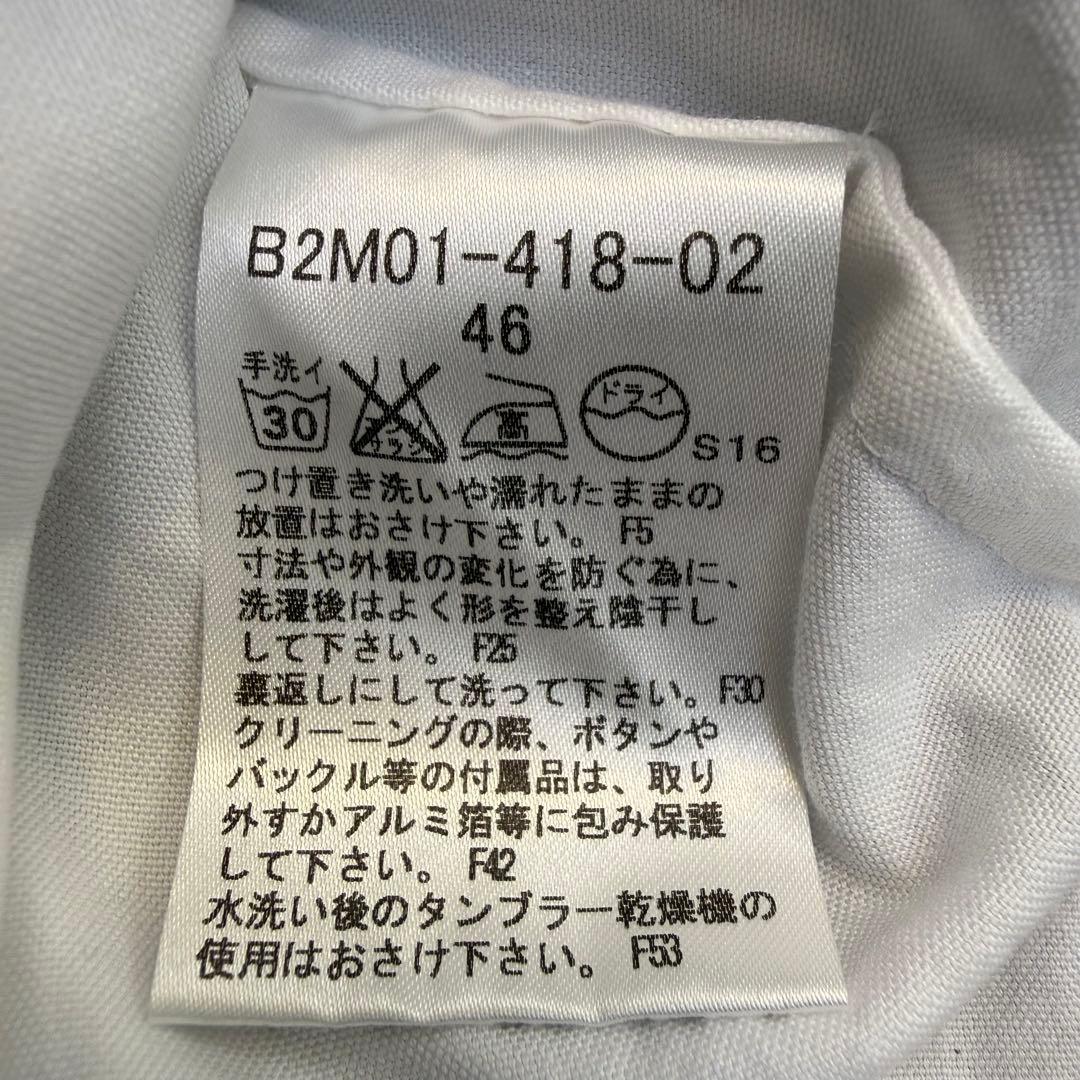 B2M01-418-02
46
手洗イ
30
エンソ
サラシ
高
ドライ
S16
つけ置き洗いや濡れたままの
放置はおさけ下さい。 F5
寸法や外観の変化を防ぐ為に、
洗濯後はよく形を整え陰干し
して下さい。 F25
裏返しにして洗って下さい。F30
クリーニングの際、ボタンや
バックル等の付属品は、取り
外すかアルミ箔等に包み保護
して下さい。 F42
水洗い後のタンブラー乾燥機の
使用はおさけ下さい。 F53